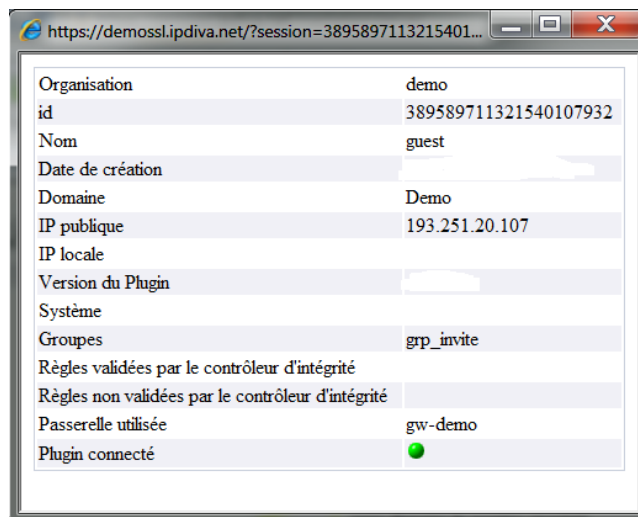 https://demossl.ipdiva.net/?session=3895897113215401...
Organisation demo
id 389589711321540107932
Nom guest
Date de création
Domaine Demo
IP publique 193.251.20.107
IP locale
Version du Plugin
Système
Groupes grp_invite
Règles validées par le contrôleur d'intégrité
Règles non validées par le contrôleur d'intégrité
Passerelle utilisée gw-demo
Plugin connecté